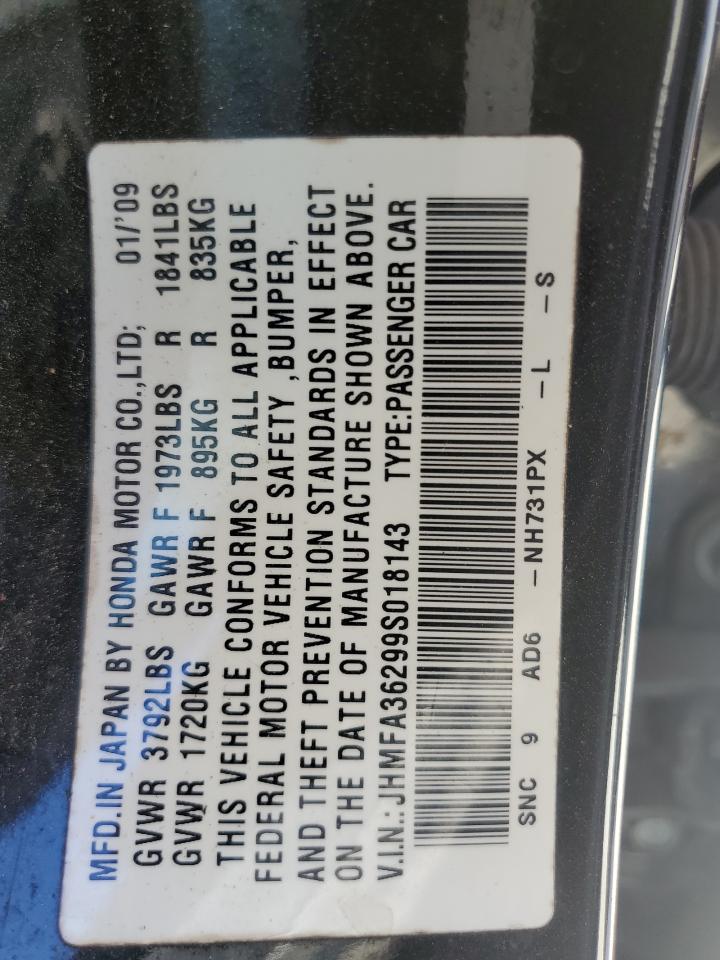 MFD.IN JAPAN BY HONDA MOTOR CO.,LTD; 01/'09
GVWR 3792LBS GAWR F 1973LBS R 1841LBS
GVWR 1720KG GAWR F 895KG R 835KG
THIS VEHICLE CONFORMS TO ALL APPLICABLE
FEDERAL MOTOR VEHICLE SAFETY ,BUMPER,
AND THEFT PREVENTION STANDARDS IN EFFECT
ON THE DATE OF MANUFACTURE SHOWN ABOVE.
V.I.N.:JHMFA36299S018143 TYPE:PASSENGER CAR
SNC 9 AD6 -NH731PX -L -S